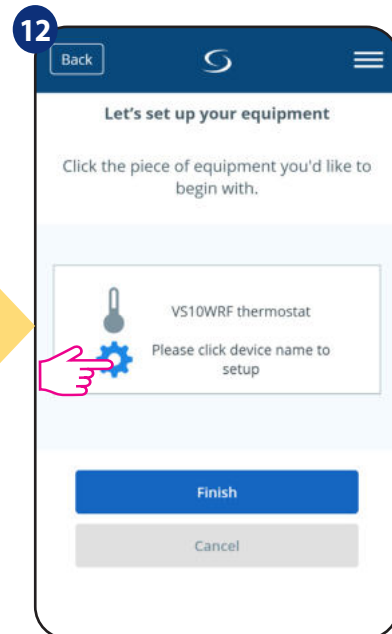 12
Back
Let's set up your equipment
Click the piece of equipment you'd like to
begin with.
VS10WRF thermostat
Please click device name to
setup
Finish
Cancel